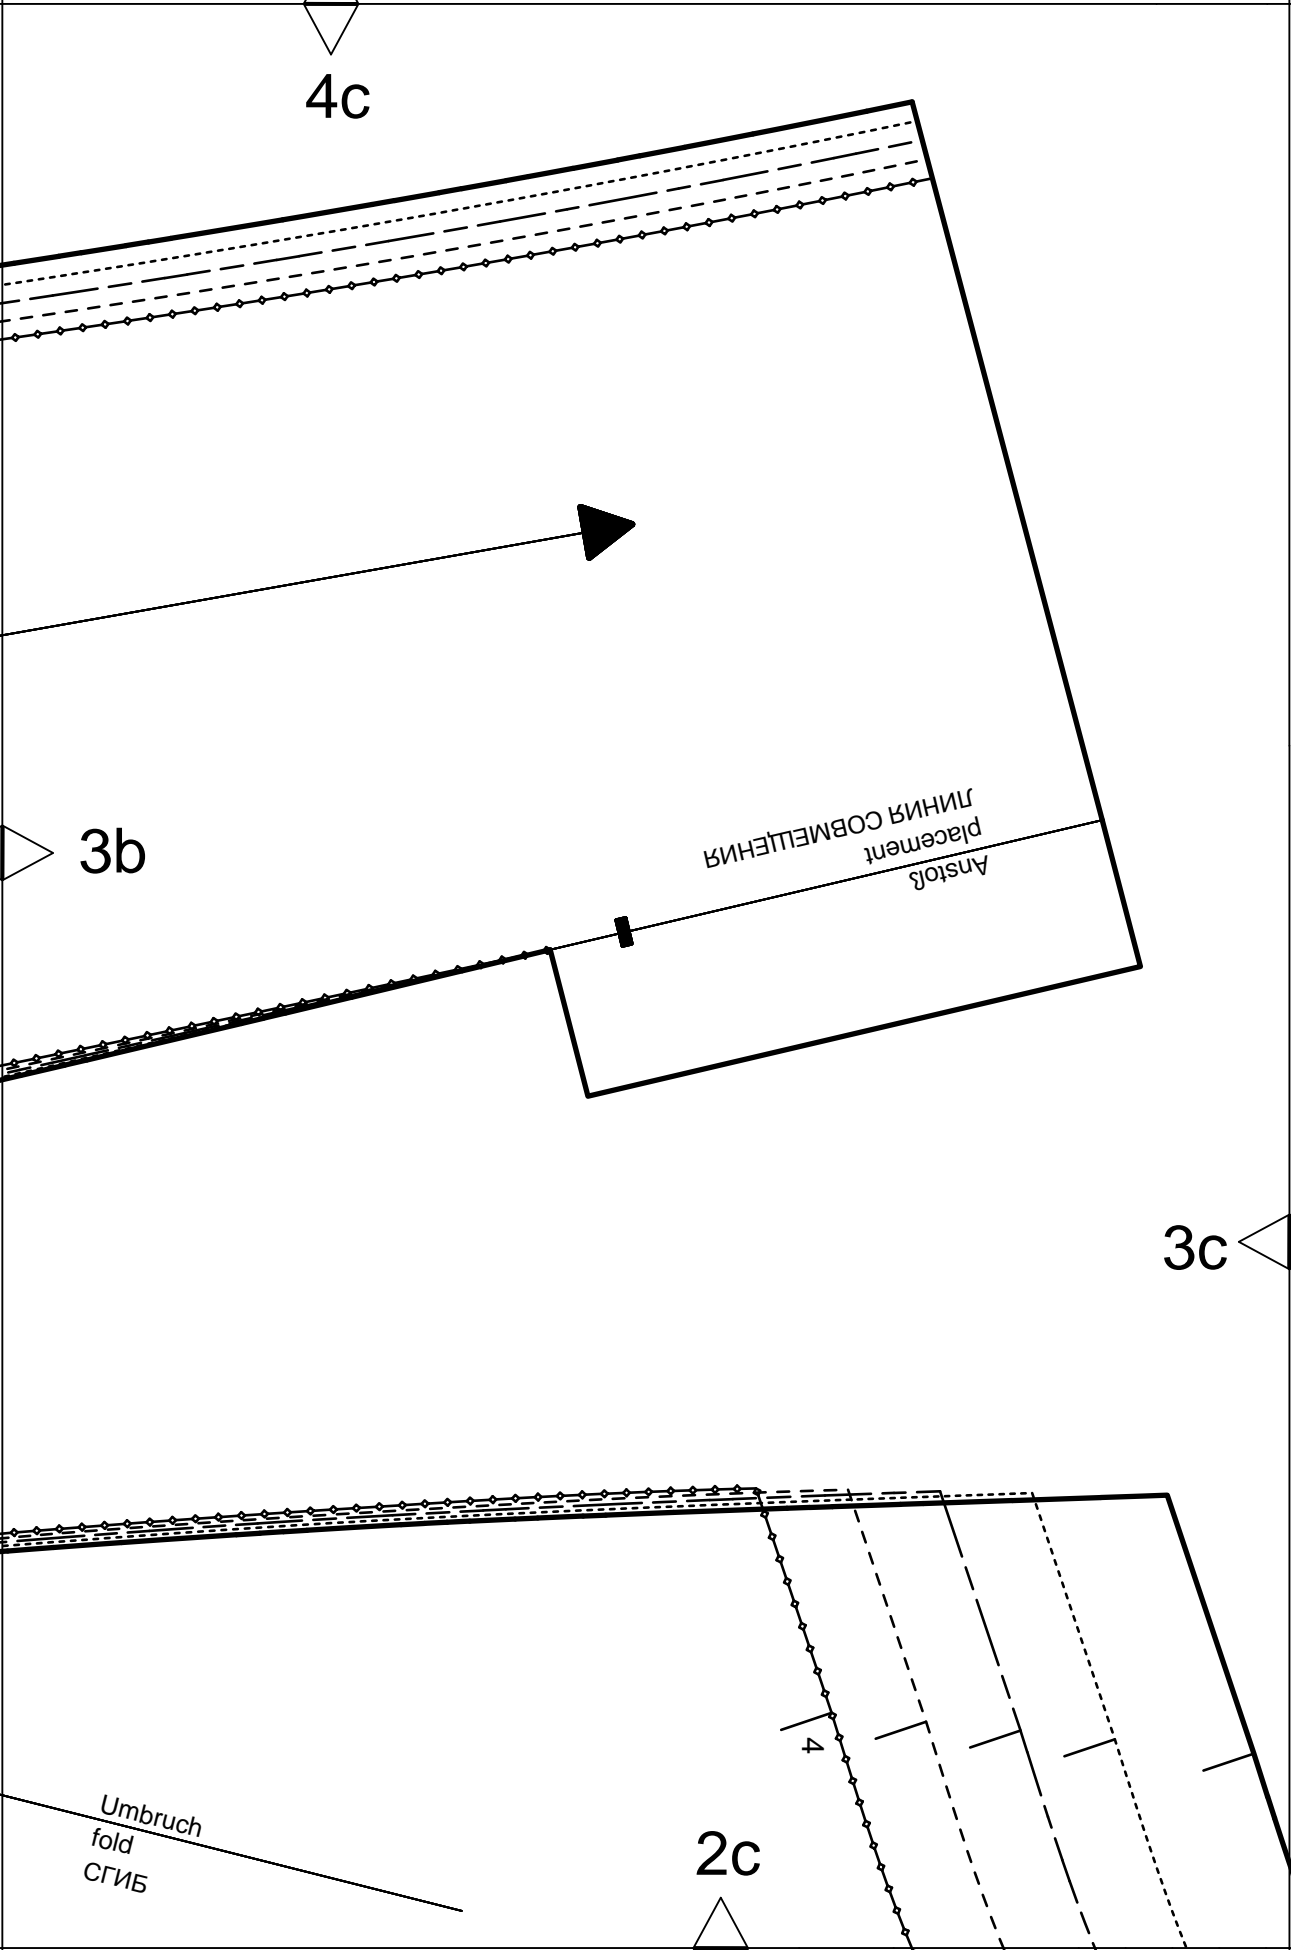 4c
ЛИНИЯ СОВМЕЩЕНИЯ
placement
Anstoß
3b
3c
4
Umbruch
fold
СГИБ
2c